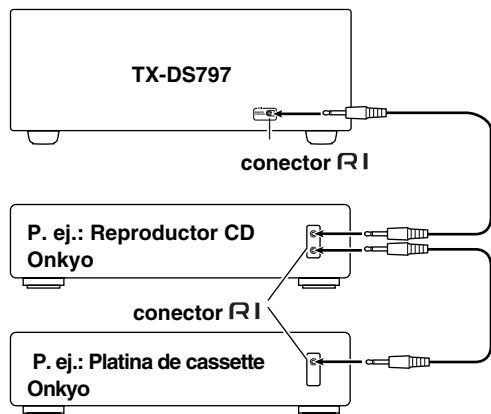 TX-DS797
conector RI
P. ej.: Reproductor CD
Onkyo
conector RI
P. ej.: Platina de cassette
Onkyo